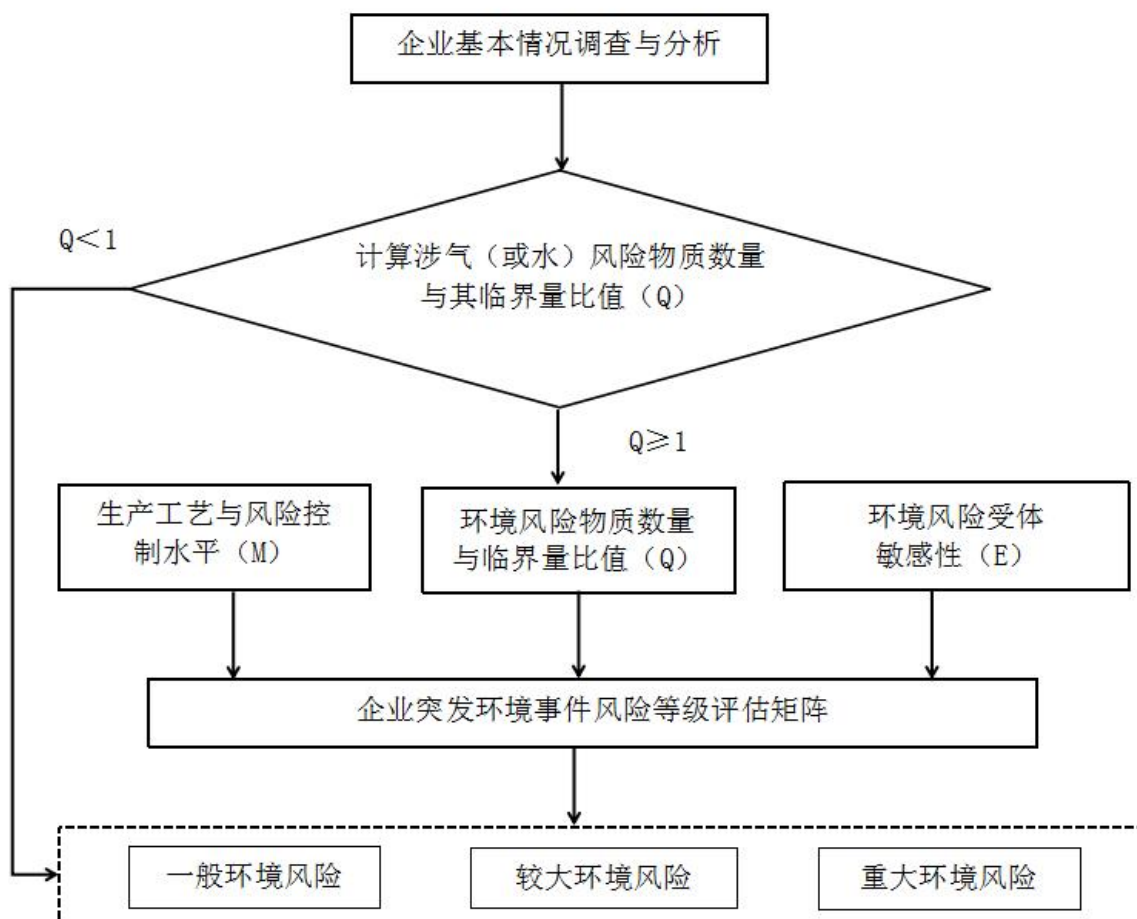 企业基本情况调查与分析
Q＜1
计算涉气（或水）风险物质数量
与其临界量比值（Q）
Q≥1
生产工艺与风险控
制水平（M）
环境风险物质数量
与临界量比值（Q）
环境风险受体
敏感性（E）
企业突发环境事件风险等级评估矩阵
一般环境风险
较大环境风险
重大环境风险